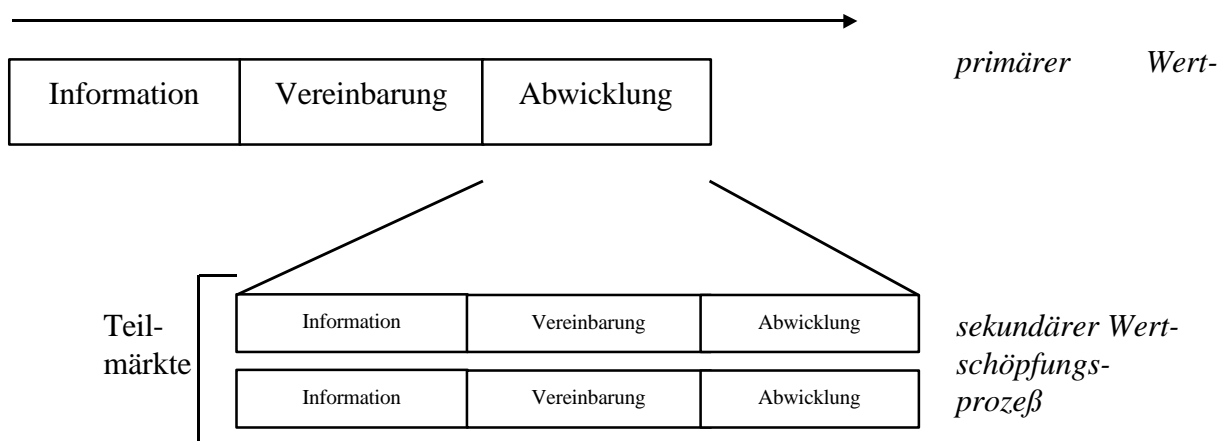 primärer Wert-
Information Vereinbarung Abwicklung
Teil-
märkte
Information Vereinbarung Abwicklung
Information Vereinbarung Abwicklung
sekundärer Wert-
schöpfungs-
prozeß